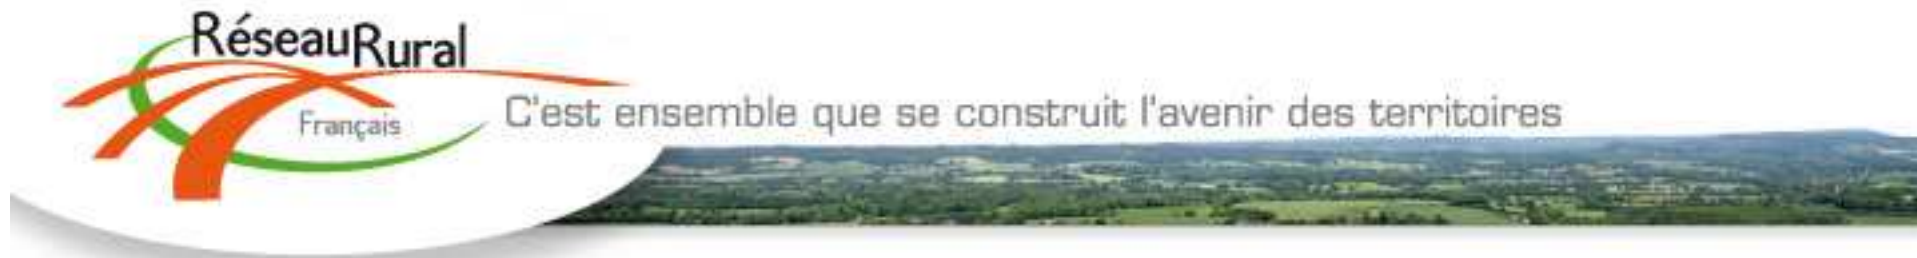 RéseauRural
Français
C'est ensemble que se construit l'avenir des territoires